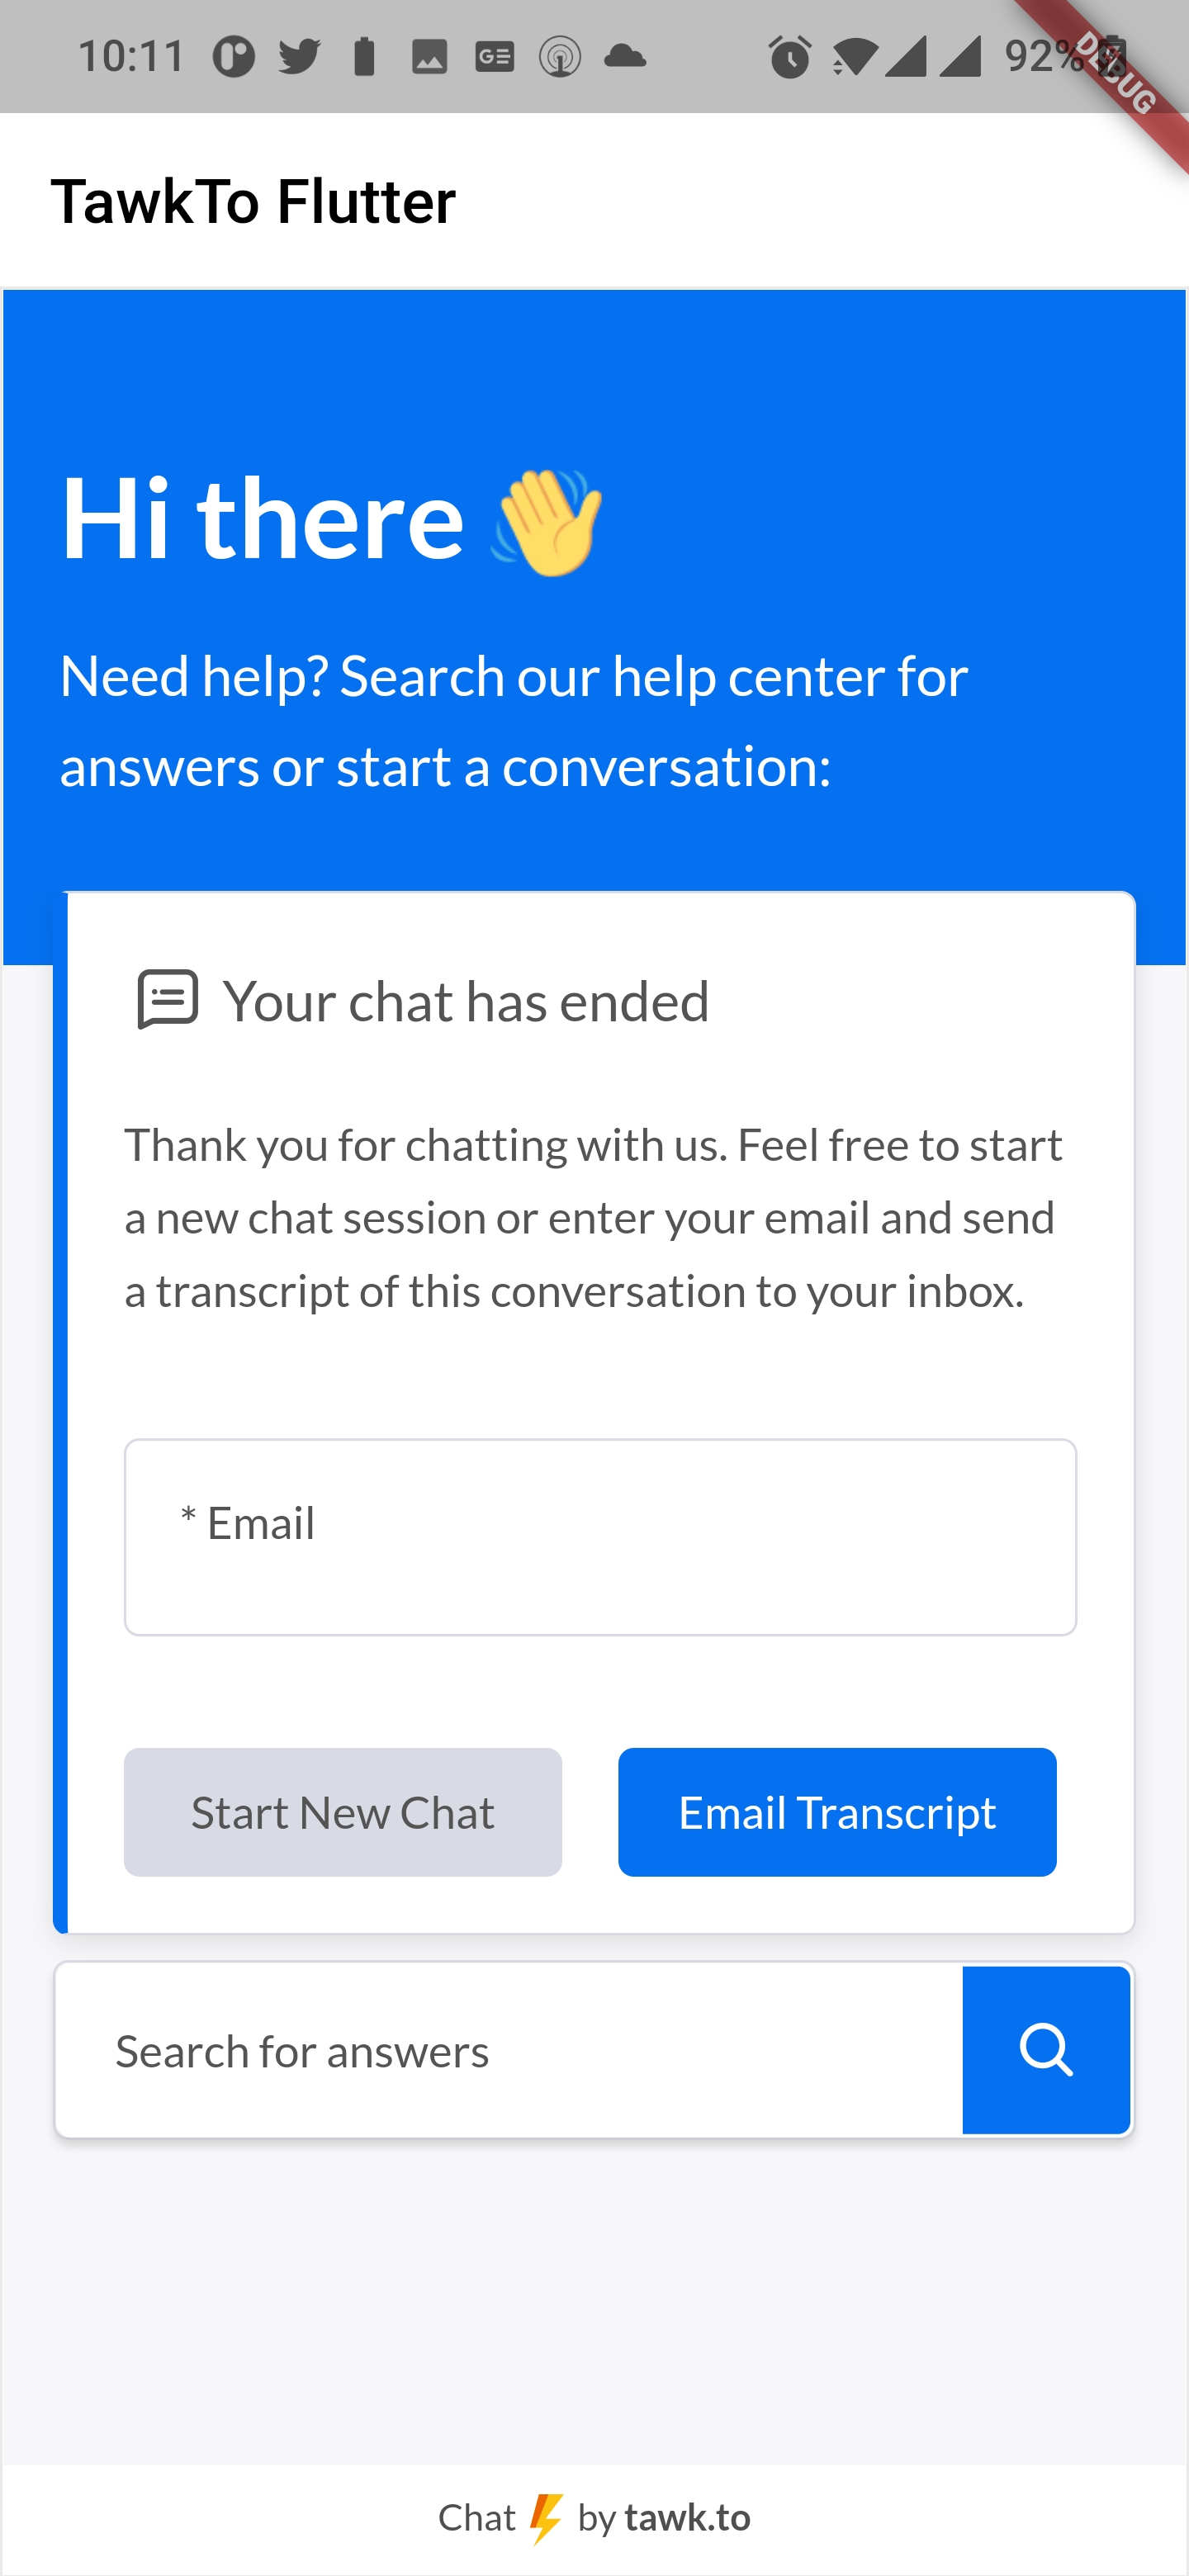 10:11 GE 92%
DEBUG
TawkTo Flutter
Hi there 👋
Need help? Search our help center for
answers or start a conversation:
Your chat has ended
Thank you for chatting with us. Feel free to start
a new chat session or enter your email and send
a transcript of this conversation to your inbox.
* Email
Start New Chat Email Transcript
Search for answers
Chat ⚡ by tawk.to